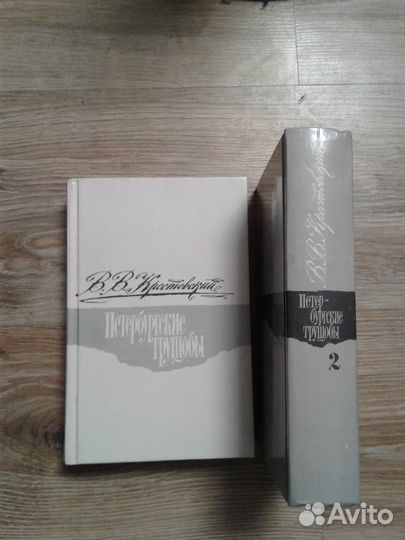 В. В. Крестовский
Петербургские
трущобы
В. В. Крестовский
Петер-
бургские
трущобы
2
Avito